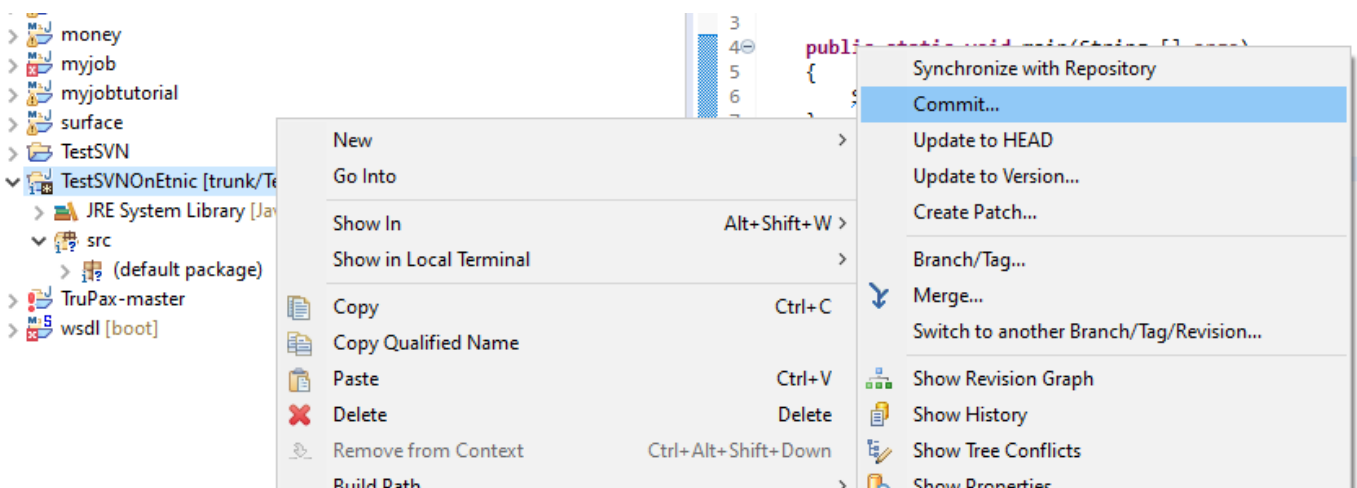 money
myjob
myjobtutorial
surface
TestSVN
TestSVNOnEtnic [trunk/Te
JRE System Library [Jav
src
(default package)
TruPax-master
wsdl [boot]
3
4
5
6
public static void main(String [] args)
{
New
Go Into
Show In Alt+Shift+W >
Show in Local Terminal >
Copy Ctrl+C
Copy Qualified Name
Paste Ctrl+V
Delete Delete
Remove from Context Ctrl+Alt+Shift+Down
Build Path
Synchronize with Repository
Commit...
Update to HEAD
Update to Version...
Create Patch...
Branch/Tag...
Merge...
Switch to another Branch/Tag/Revision...
Show Revision Graph
Show History
Show Tree Conflicts
Show Properties